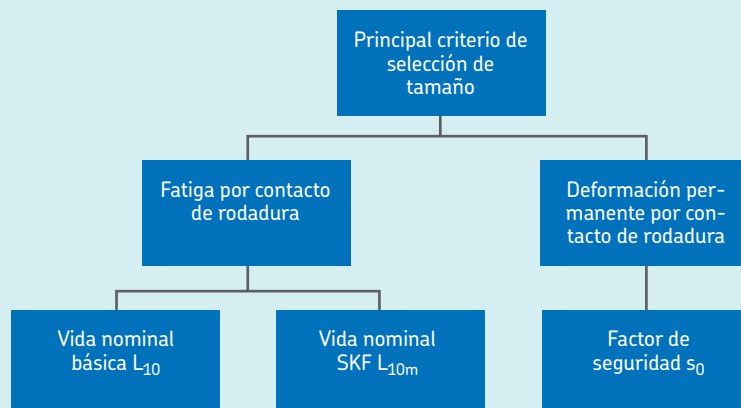 Principal criterio de
selección de
tamaño
Fatiga por contacto
de rodadura
Deformación per-
manente por con-
tacto de rodadura
Vida nominal
básica L10
Vida nominal
SKF L10m
Factor de
seguridad s0